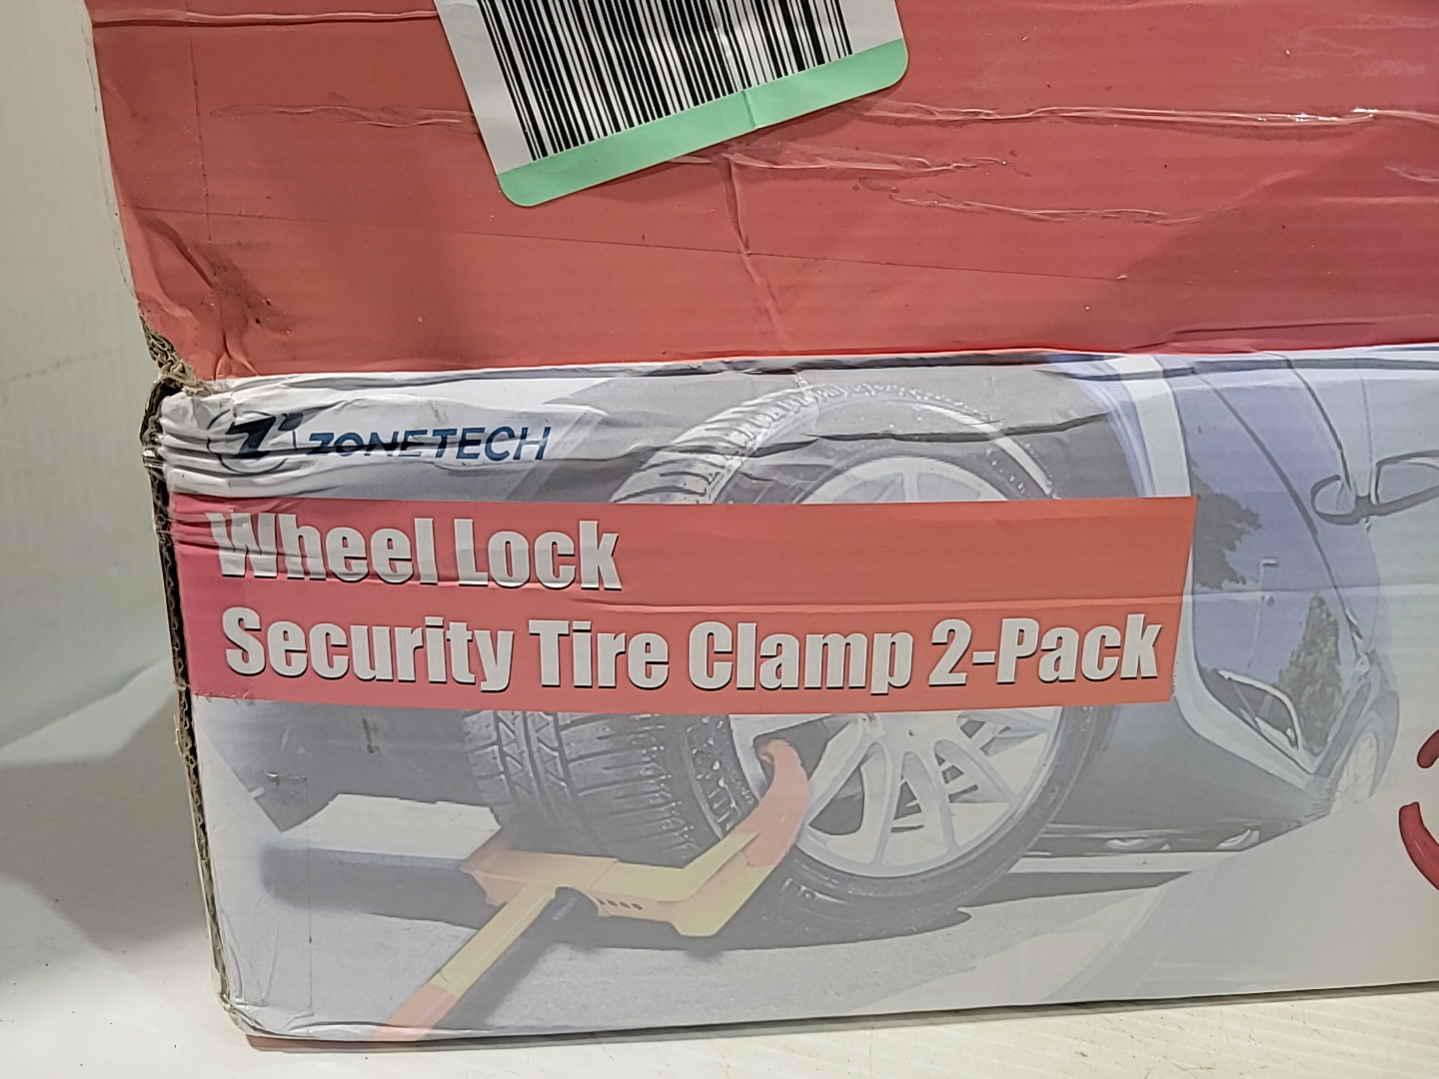 ZONETECH
Wheel Lock
Security Tire Clamp 2-Pack